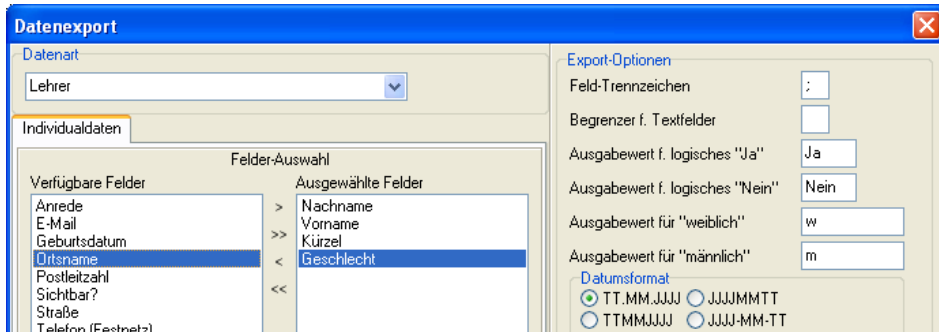 Datenexport
Datenart
Lehrer
Individualdaten
Felder-Auswahl
Verfügbare Felder
Anrede
E-Mail
Geburtsdatum
Ortsname
Postleitzahl
Sichtbar?
Straße
Telefon (Festnetz)
>
>>
<
<<
Ausgewählte Felder
Nachname
Vorname
Kürzel
Geschlecht
Export-Optionen
Feld-Trennzeichen ;
Begrenzer f. Textfelder
Ausgabewert f. logisches "Ja" Ja
Ausgabewert f. logisches "Nein" Nein
Ausgabewert für "weiblich" w
Ausgabewert für "männlich" m
Datumsformat
TT.MM.JJJJ JJJJMMTT
TTMMJJJJ JJJJ-MM-TT